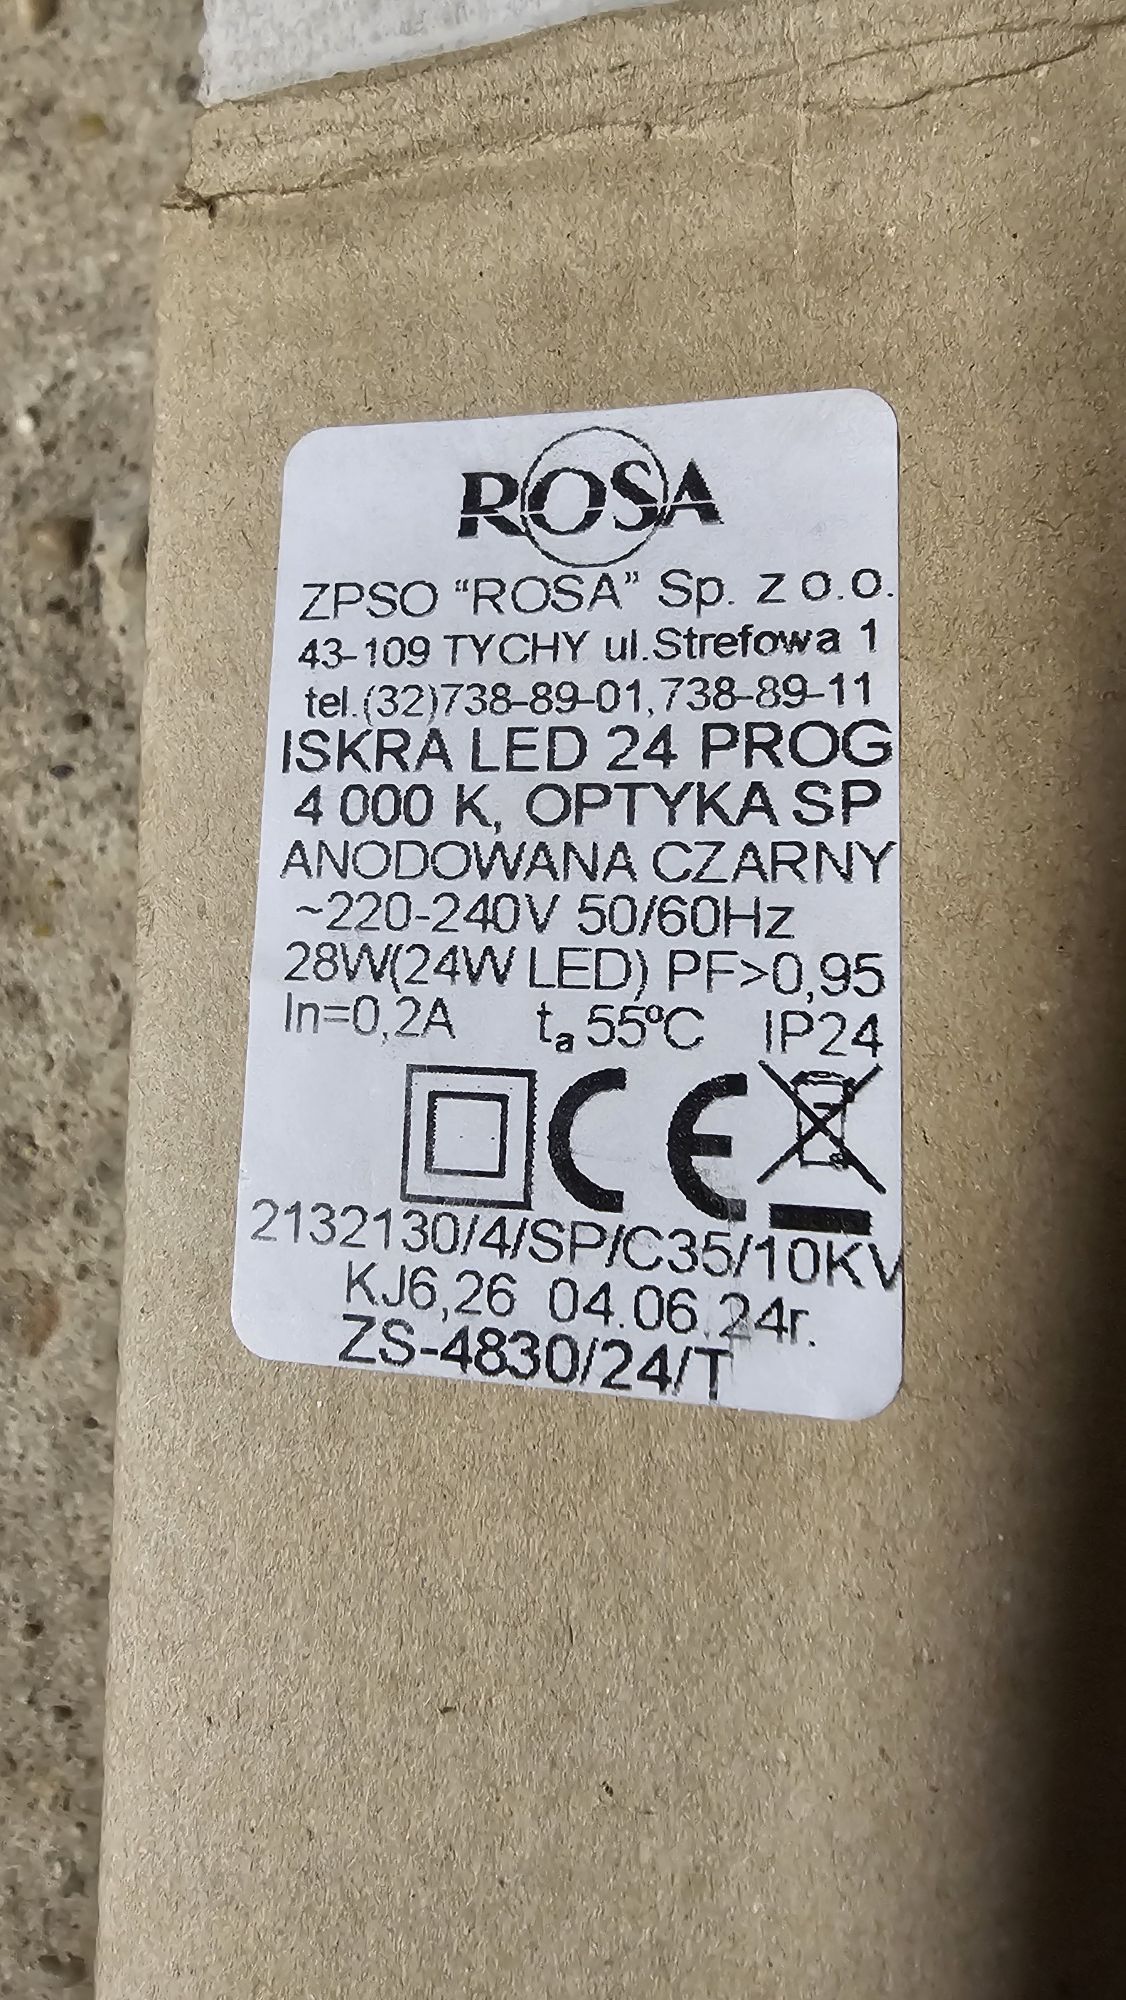 ROSA
ZPSO "ROSA" Sp. z o.o.
43-109 TYCHY ul.Strefowa 1
tel.(32)738-89-01,738-89-11
ISKRA LED 24 PROG
4 000 K, OPTYKA SP
ANODOWANA CZARNY
~220-240V 50/60Hz
28W(24W LED) PF>0,95
In=0,2A ta 55ºC IP24
CE
2132130/4/SP/C35/10KV
KJ6,26 04.06.24r.
ZS-4830/24/T